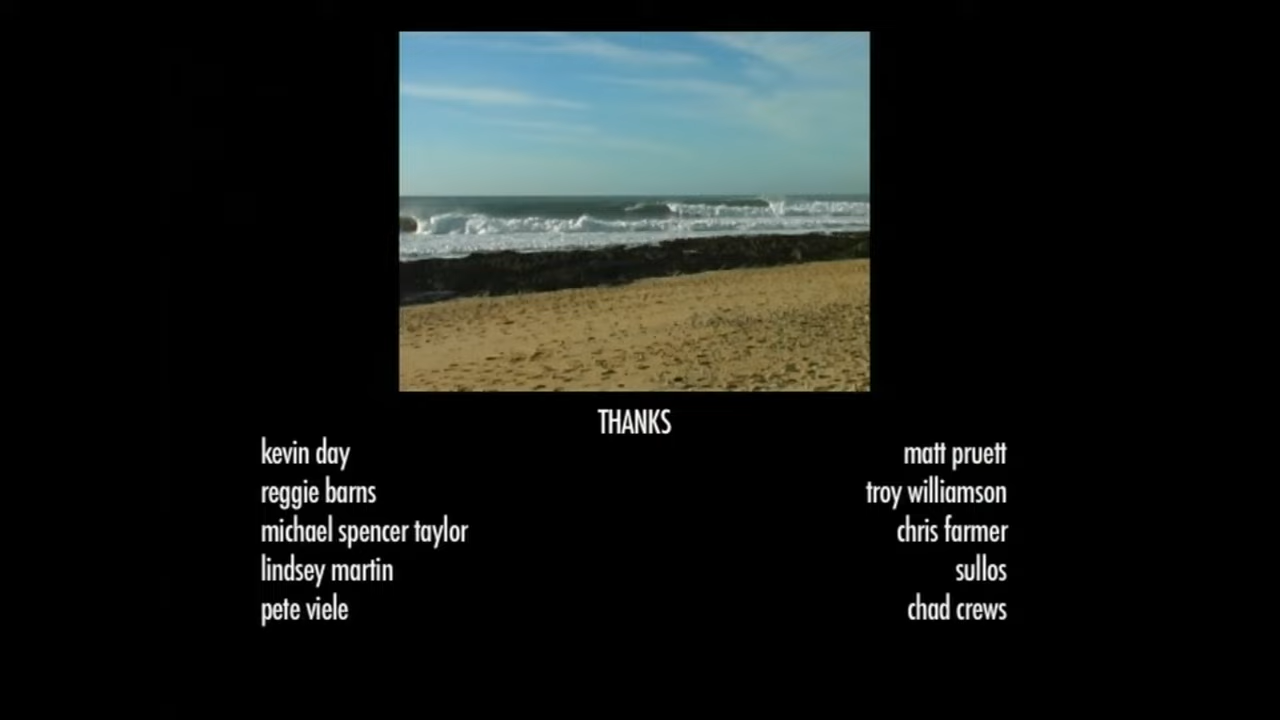 THANKS
kevin day
matt pruett
reggie barns
troy williamson
michael spencer taylor
chris farmer
lindsey martin
sullos
pete viele
chad crews